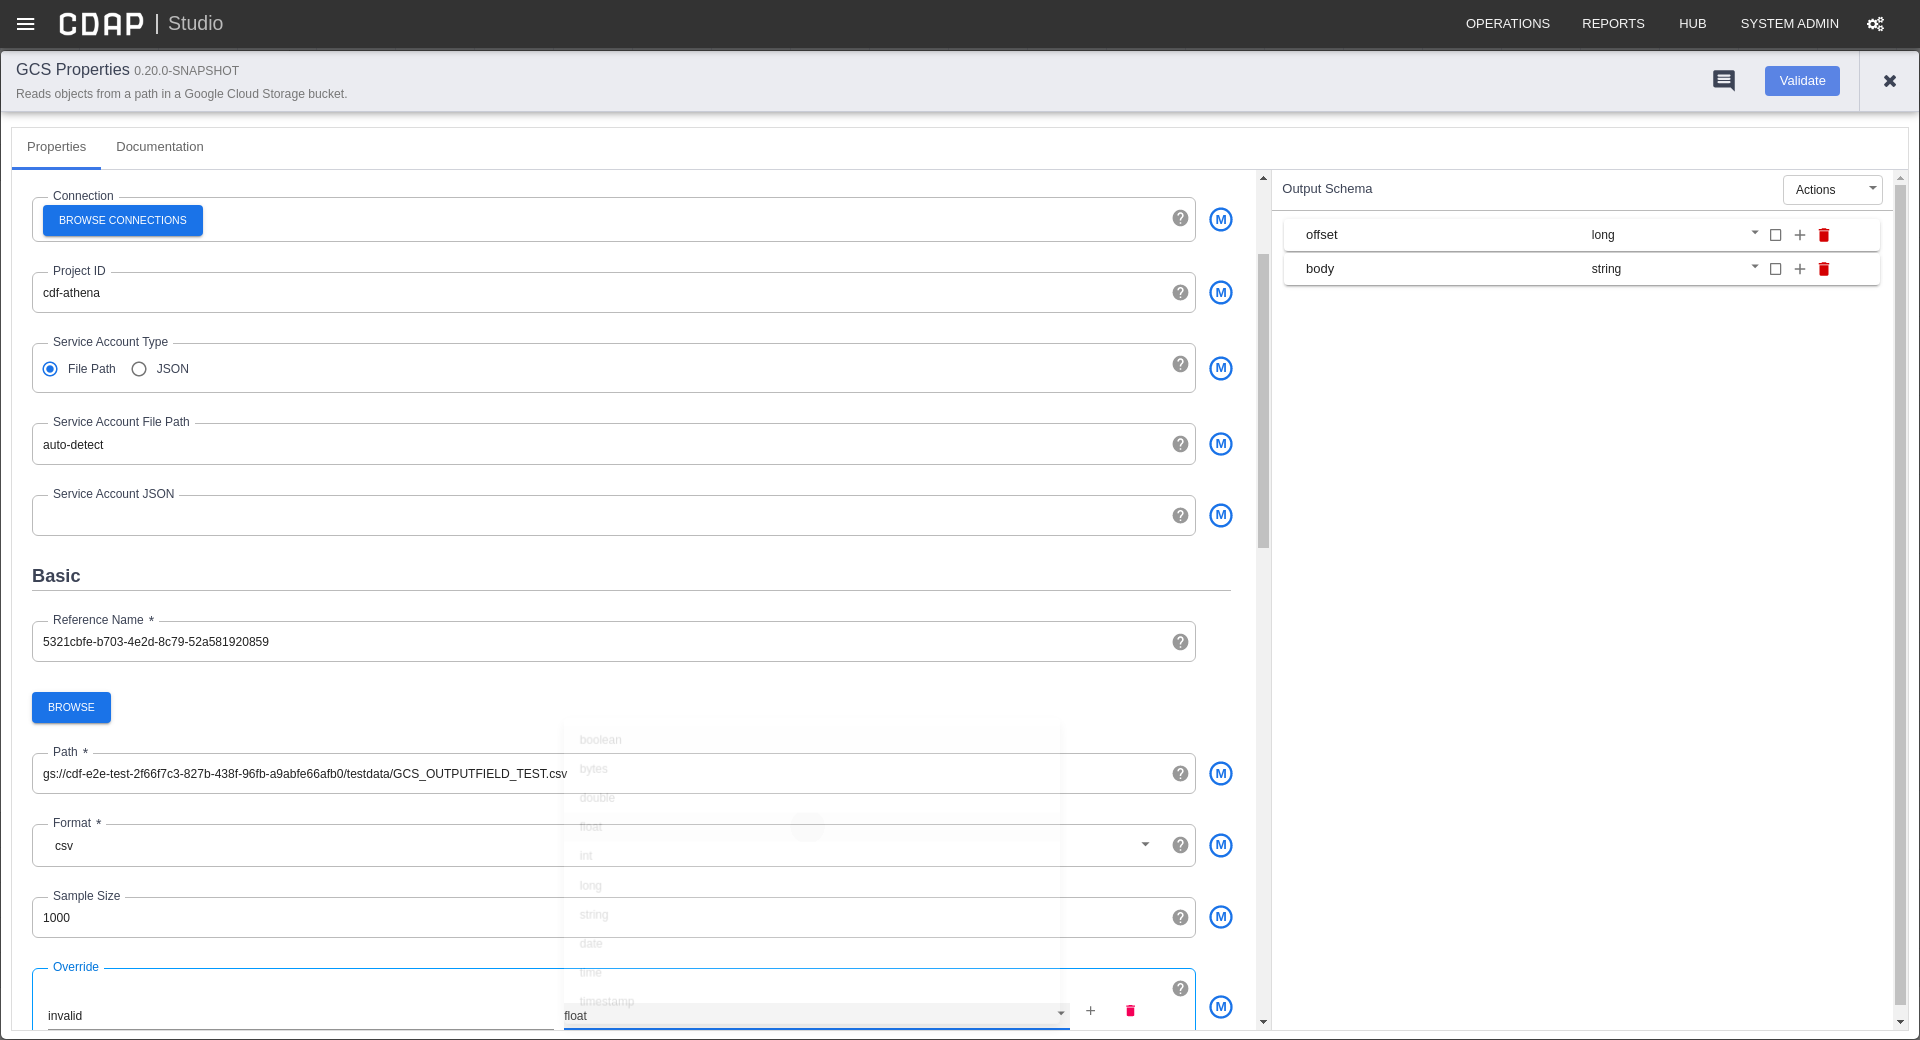 CDAP | Studio
OPERATIONS REPORTS HUB SYSTEM ADMIN
GCS Properties 0.20.0-SNAPSHOT
Reads objects from a path in a Google Cloud Storage bucket.
Validate
Properties Documentation
Connection
BROWSE CONNECTIONS
M
Project ID
cdf-athena
M
Service Account Type
File Path JSON
M
Service Account File Path
auto-detect
M
Service Account JSON
M
Basic
Reference Name *
5321cbfe-b703-4e2d-8c79-52a581920859
BROWSE
Path *
gs://cdf-e2e-test-2f66f7c3-827b-438f-96fb-a9abfe66afb0/testdata/GCS_OUTPUTFIELD_TEST.csv
M
Format *
csv
M
Sample Size
1000
M
Override
invalid
float
M
boolean
bytes
double
float
int
long
string
date
time
timestamp
Output Schema
Actions
offset long
body string